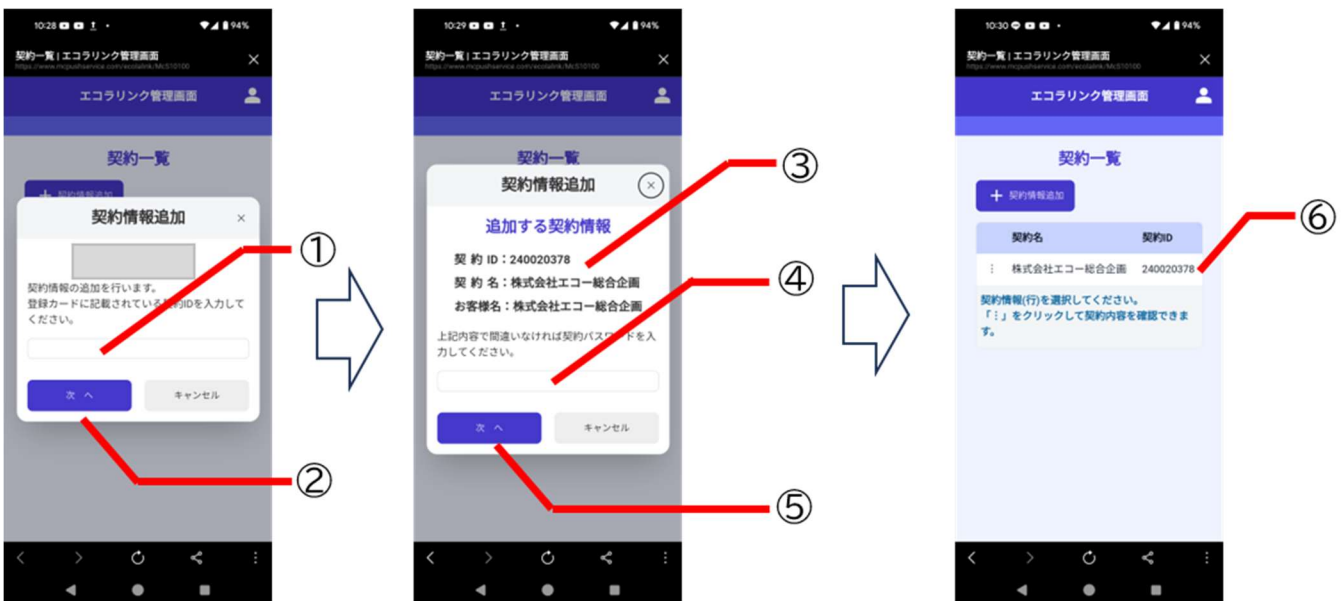 10:28
94%
契約一覧 | エコラリンク管理画面
https://www.mcpushservice.com/ecolalink/McS10100
エコラリンク管理画面
契約一覧
+ 契約情報追加
契約情報追加
×
契約情報の追加を行います。
登録カードに記載されている契約IDを入力して
ください。
次 へ
キャンセル
①
②
10:29
94%
契約一覧 | エコラリンク管理画面
https://www.mcpushservice.com/ecolalink/McS10100
エコラリンク管理画面
契約一覧
契約情報追加
×
追加する契約情報
契 約 ID：240020378
契 約 名：株式会社エコー総合企画
お客様名：株式会社エコー総合企画
上記内容で間違いなければ契約パスワードを入
力してください。
次 へ
キャンセル
③
④
⑤
10:30
94%
契約一覧 | エコラリンク管理画面
https://www.mcpushservice.com/ecolalink/McS10100
エコラリンク管理画面
契約一覧
+ 契約情報追加
契約名 契約ID
⋮ 株式会社エコー総合企画 240020378
契約情報(行)を選択してください。
「⋮」をクリックして契約内容を確認できま
す。
⑥